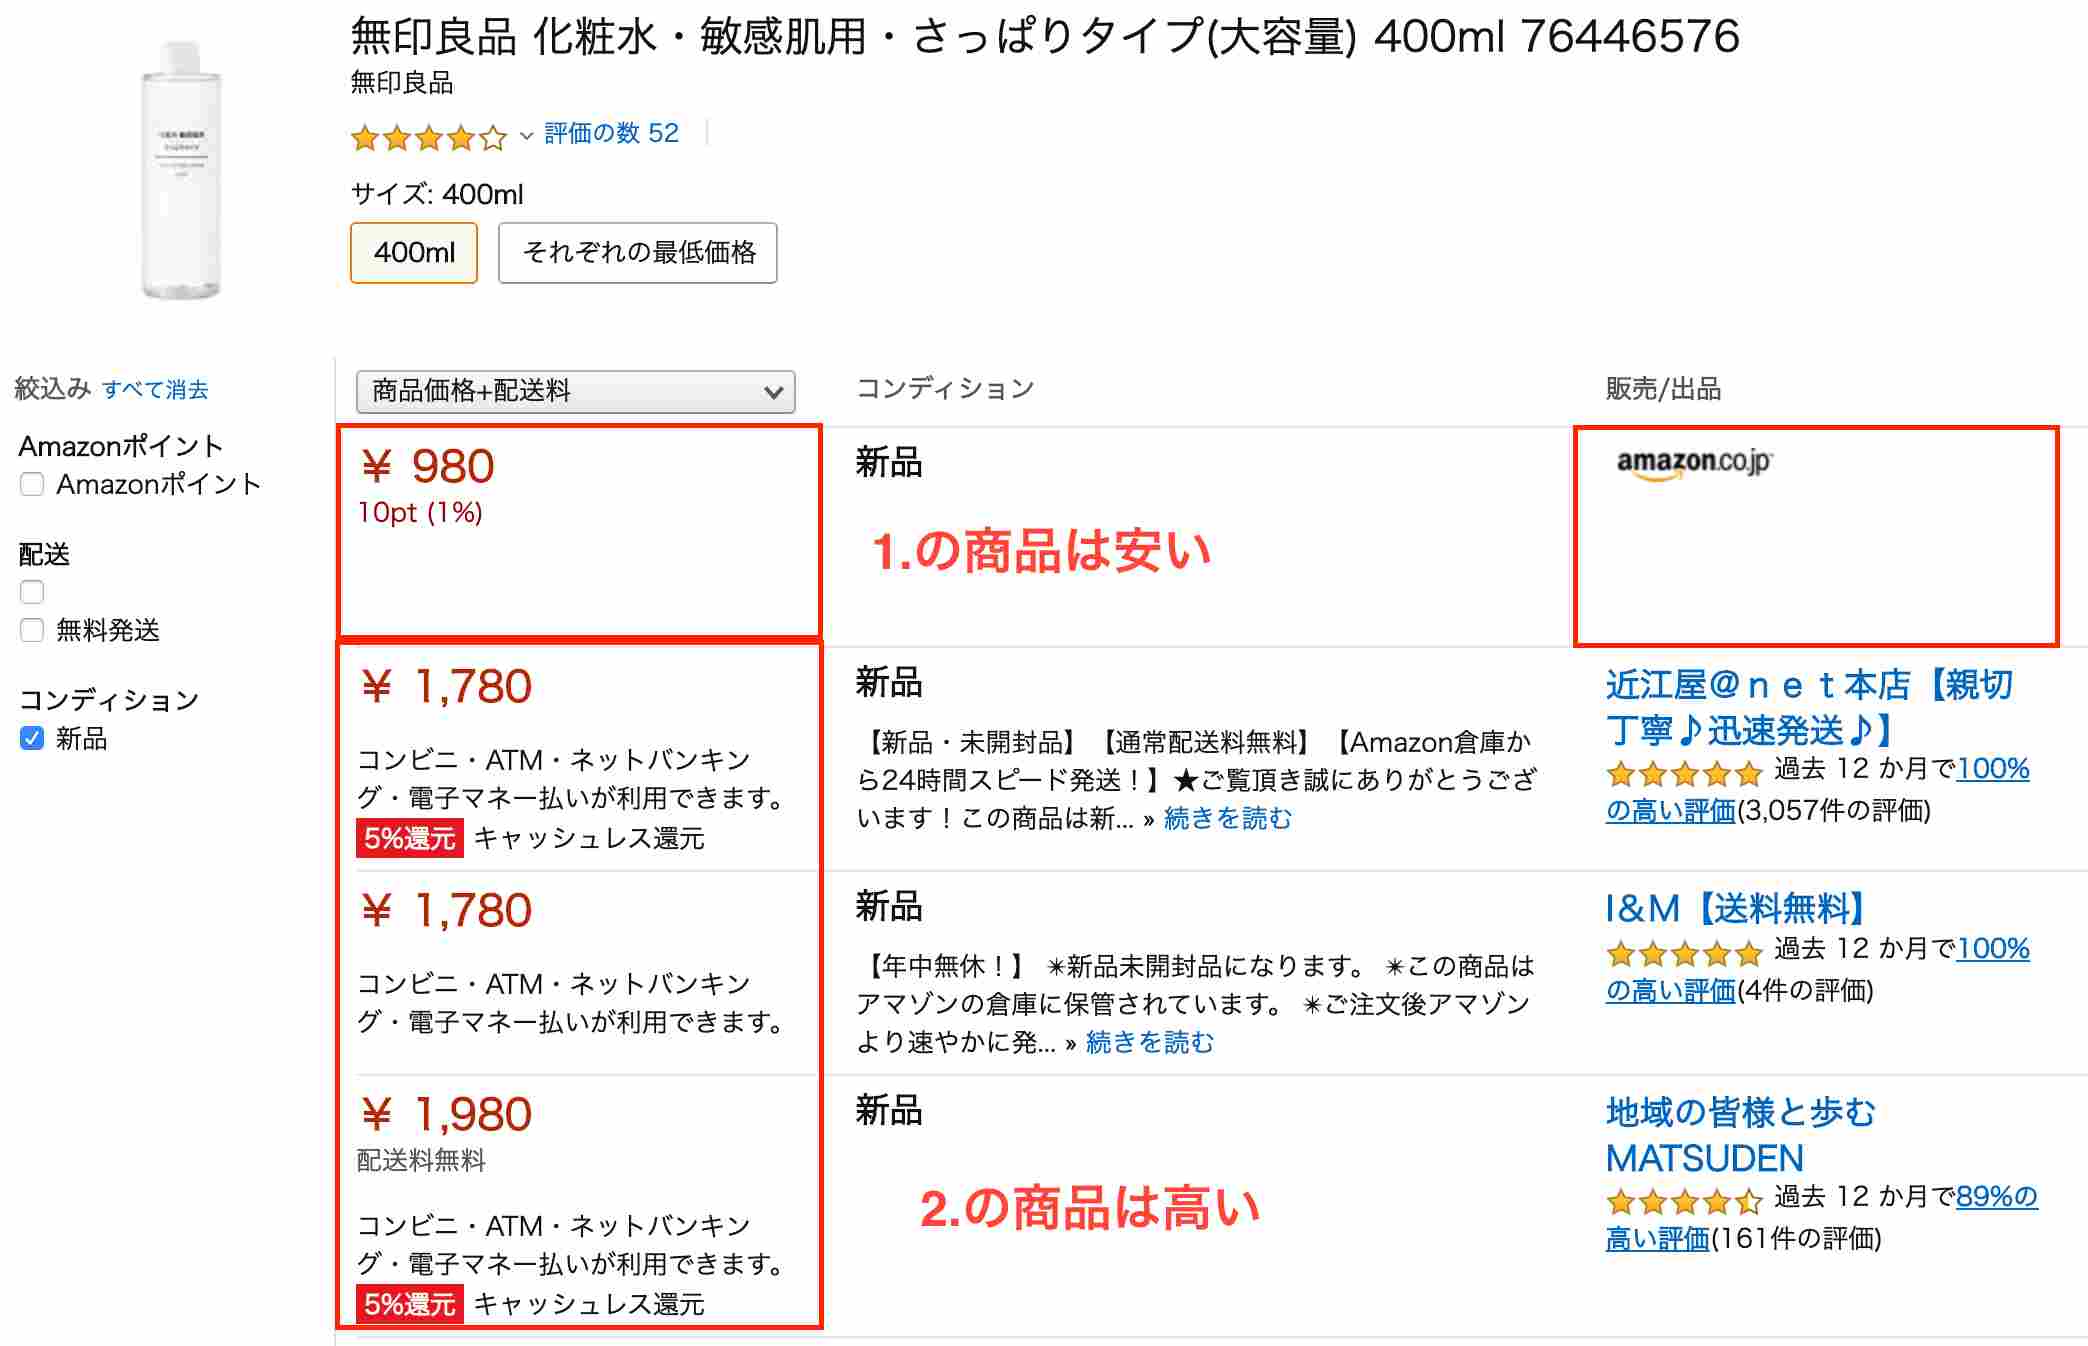 無印良品 化粧水・敏感肌用・さっぱりタイプ(大容量) 400ml 76446576
無印良品
評価の数 52
サイズ: 400ml
400ml
それぞれの最低価格
絞込み すべて消去
Amazonポイント
Amazonポイント
配送
無料発送
コンディション
新品
商品価格+配送料
コンディション
販売/出品
¥ 980
10pt (1%)
新品
1.の商品は安い
amazon.co.jp
¥ 1,780
コンビニ・ATM・ネットバンキン
グ・電子マネー払いが利用できます。
5%還元 キャッシュレス還元
新品
【新品・未開封品】【通常配送料無料】【Amazon倉庫か
ら24時間スピード発送！】★ご覧頂き誠にありがとうござ
います！この商品は新... » 続きを読む
近江屋＠ｎｅｔ本店【親切
丁寧♪迅速発送♪】
過去 12 か月で100%
の高い評価(3,057件の評価)
¥ 1,780
コンビニ・ATM・ネットバンキン
グ・電子マネー払いが利用できます。
新品
【年中無休！】 ✴新品未開封品になります。 ✴この商品は
アマゾンの倉庫に保管されています。 ✴ご注文後アマゾン
より速やかに発... » 続きを読む
I&M【送料無料】
過去 12 か月で100%
の高い評価(4件の評価)
¥ 1,980
配送料無料
コンビニ・ATM・ネットバンキン
グ・電子マネー払いが利用できます。
5%還元 キャッシュレス還元
新品
2.の商品は高い
地域の皆様と歩む
MATSUDEN
過去 12 か月で89%の
高い評価(161件の評価)